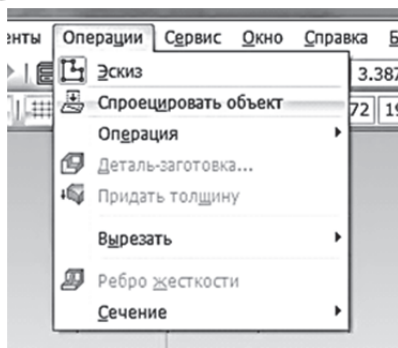 енты Операции Сервис Окно Справка Б
Эскиз
3.387
Спроецировать объект
72 19
Операция
Деталь-заготовка...
Придать толщину
Вырезать
Ребро жесткости
Сечение